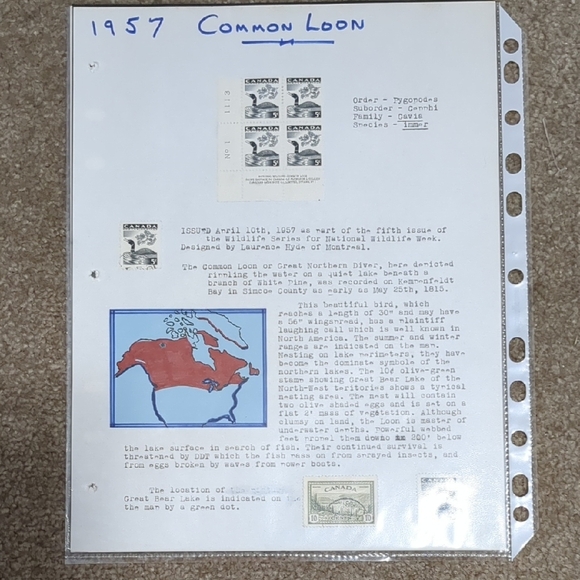 1957 COMMON LOON
CANADA CANADA
5¢ 5¢
CANADA CANADA
5¢ 5¢
No 1
Order - Pygopodes
Suborder -
Family - Gavia
Species - Immer
ISSUED April 10th, 1957 as part of the fifth issue of
the Wildlife Series for National Wildlife Week.
Designed by Laurence Hyde of Montreal.
The Common Loon or Great Northern Diver, here depicted
rippling the water on a quiet lake beneath a
branch of White Pine, was recorded on Kempenfeldt
Bay in Simcoe County as early as May 25th, 1815.
This beautiful bird, which
reaches a length of 30" and may have
a 56" wingspread, has a plaintiff
laughing call which is well known in
North America. The summer and winter
ranges are indicated on the map.
Nesting on lake perimeters, they have
become the dominate symbole of the
northern lakes. The 10¢ olive-green
stamp showing Great Bear Lake of the
North-West territories shows a typical
nesting area. The nest will contain
two olive shaded eggs and is set on a
flat 2' mass of vegetation. Although
clumsy on land, the Loon is master of
underwater depths. Powerful webbed
feet propel them downo 200' below
the lake surface in search of fish. Their continued survival is
threatened by DDT which the fish pass on from sprayed insects, and
from eggs broken by waves from power boats.
The location of
Great Bear Lake is indicated on the
the map by a green dot.
CANADA
10 10